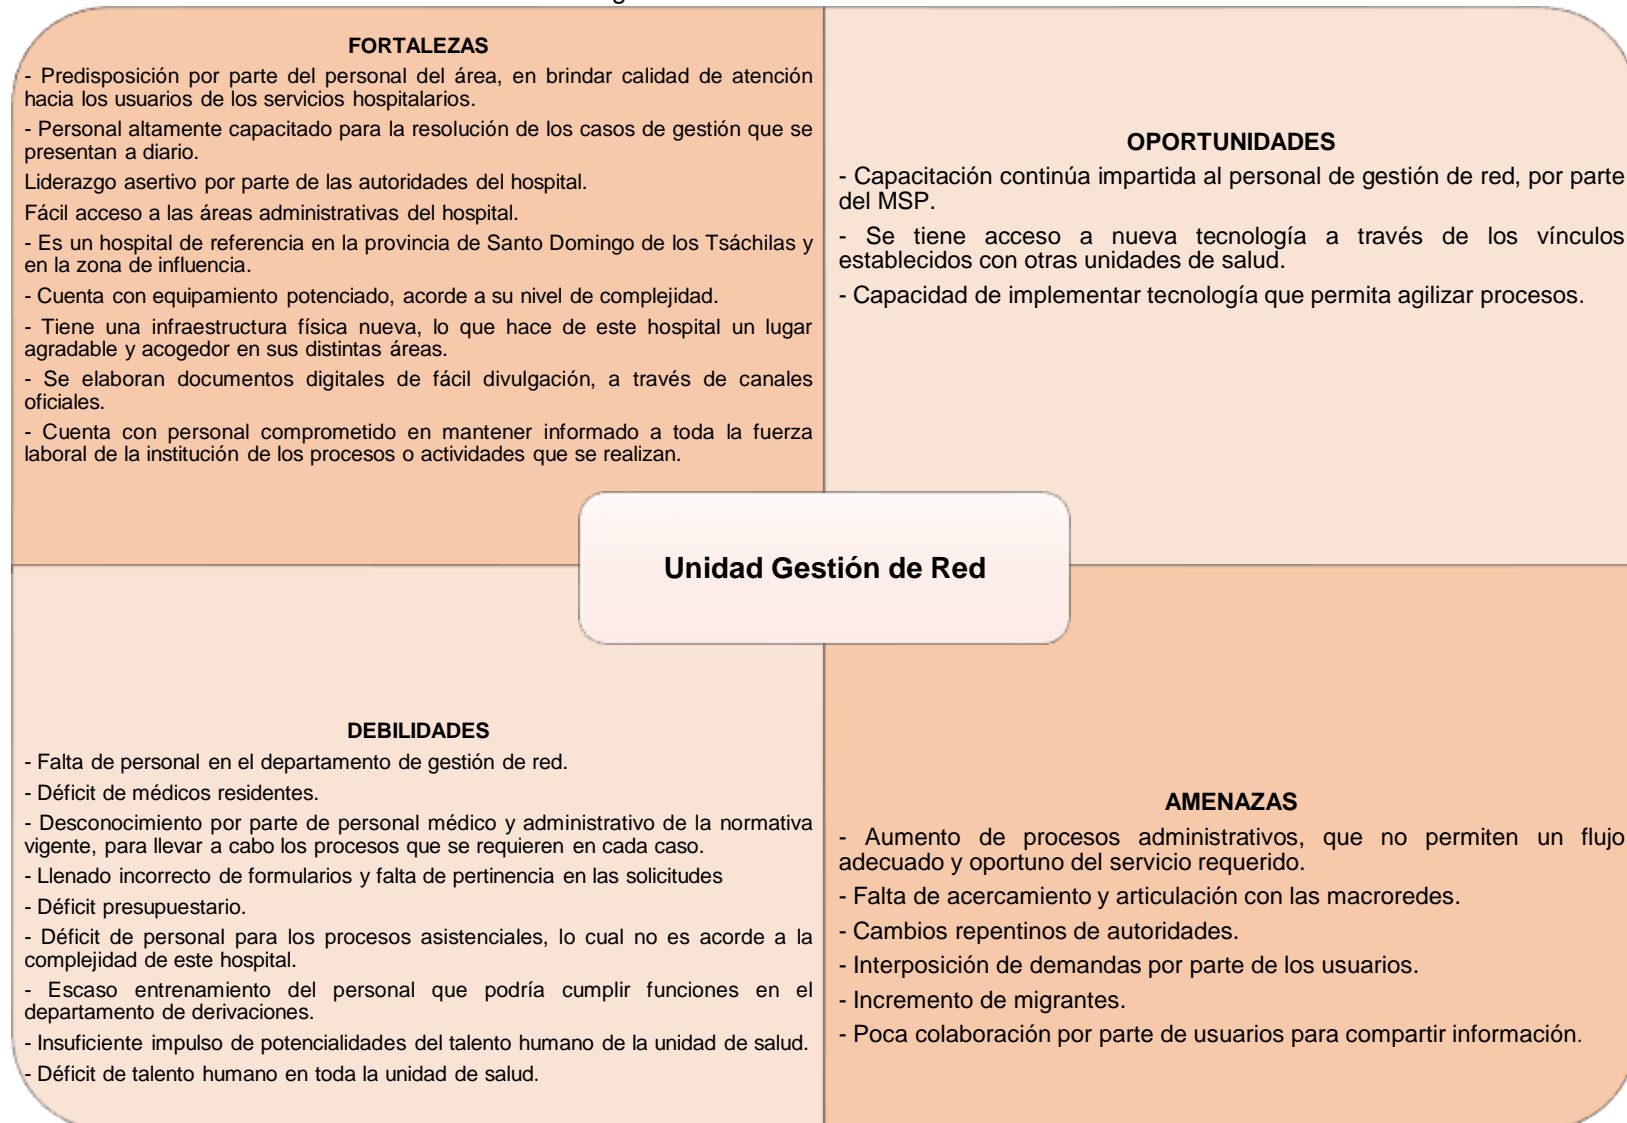 FORTALEZAS
- Predisposición por parte del personal del área, en brindar calidad de atención
hacia los usuarios de los servicios hospitalarios.
- Personal altamente capacitado para la resolución de los casos de gestión que se
presentan a diario.
Liderazgo asertivo por parte de las autoridades del hospital.
Fácil acceso a las áreas administrativas del hospital.
- Es un hospital de referencia en la provincia de Santo Domingo de los Tsáchilas y
en la zona de influencia.
- Cuenta con equipamiento potenciado, acorde a su nivel de complejidad.
- Tiene una infraestructura física nueva, lo que hace de este hospital un lugar
agradable y acogedor en sus distintas áreas.
- Se elaboran documentos digitales de fácil divulgación, a través de canales
oficiales.
- Cuenta con personal comprometido en mantener informado a toda la fuerza
laboral de la institución de los procesos o actividades que se realizan.
OPORTUNIDADES
- Capacitación continúa impartida al personal de gestión de red, por parte
del MSP.
- Se tiene acceso a nueva tecnología a través de los vínculos
establecidos con otras unidades de salud.
- Capacidad de implementar tecnología que permita agilizar procesos.
Unidad Gestión de Red
DEBILIDADES
- Falta de personal en el departamento de gestión de red.
- Déficit de médicos residentes.
- Desconocimiento por parte de personal médico y administrativo de la normativa
vigente, para llevar a cabo los procesos que se requieren en cada caso.
- Llenado incorrecto de formularios y falta de pertinencia en las solicitudes
- Déficit presupuestario.
- Déficit de personal para los procesos asistenciales, lo cual no es acorde a la
complejidad de este hospital.
- Escaso entrenamiento del personal que podría cumplir funciones en el
departamento de derivaciones.
- Insuficiente impulso de potencialidades del talento humano de la unidad de salud.
- Déficit de talento humano en toda la unidad de salud.
AMENAZAS
- Aumento de procesos administrativos, que no permiten un flujo
adecuado y oportuno del servicio requerido.
- Falta de acercamiento y articulación con las macroredes.
- Cambios repentinos de autoridades.
- Interposición de demandas por parte de los usuarios.
- Incremento de migrantes.
- Poca colaboración por parte de usuarios para compartir información.